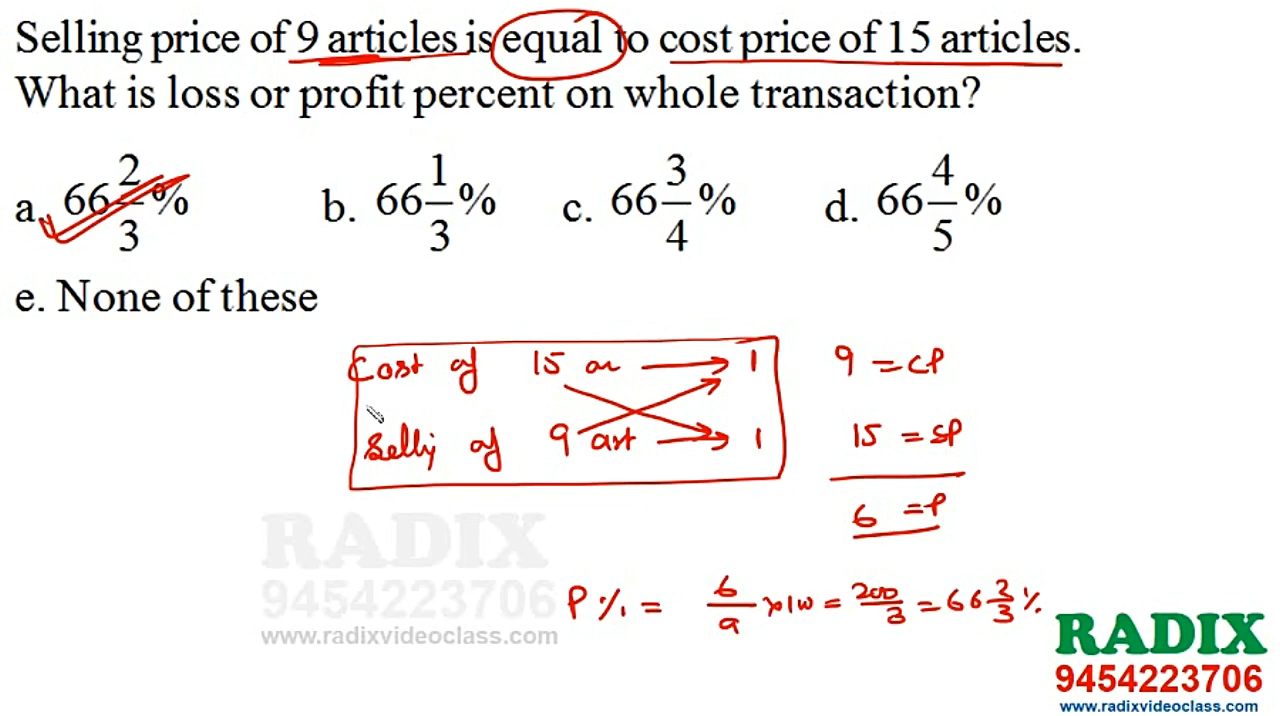 Selling price of 9 articles is equal to cost price of 15 articles.
What is loss or profit percent on whole transaction?
a. 66 2/3 % b. 66 1/3 % c. 66 3/4 % d. 66 4/5 %
e. None of these
Cost of 15 ar → 1 9 = CP
Selli of 9 art → 1 15 = SP
6 = P
P % = 6/9 × 100 = 200/3 = 66 2/3 %
RADIX
9454223706
www.radixvideoclass.com
RADIX
9454223706
www.radixvideoclass.com